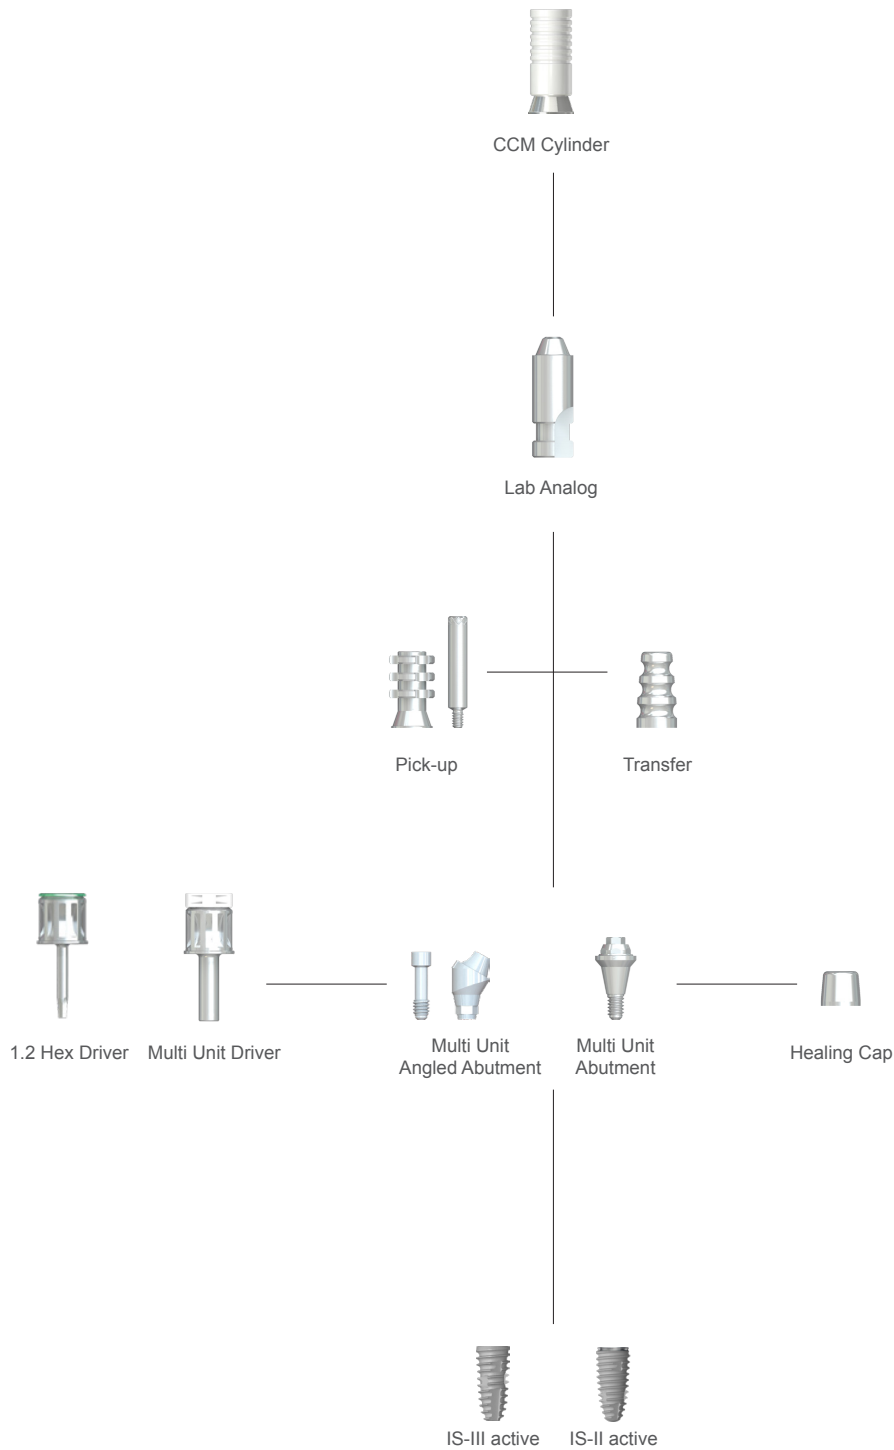 CCM Cylinder
Lab Analog
Pick-up
Transfer
1.2 Hex Driver
Multi Unit Driver
Multi Unit
Angled Abutment
Multi Unit
Abutment
Healing Cap
IS-III active
IS-II active